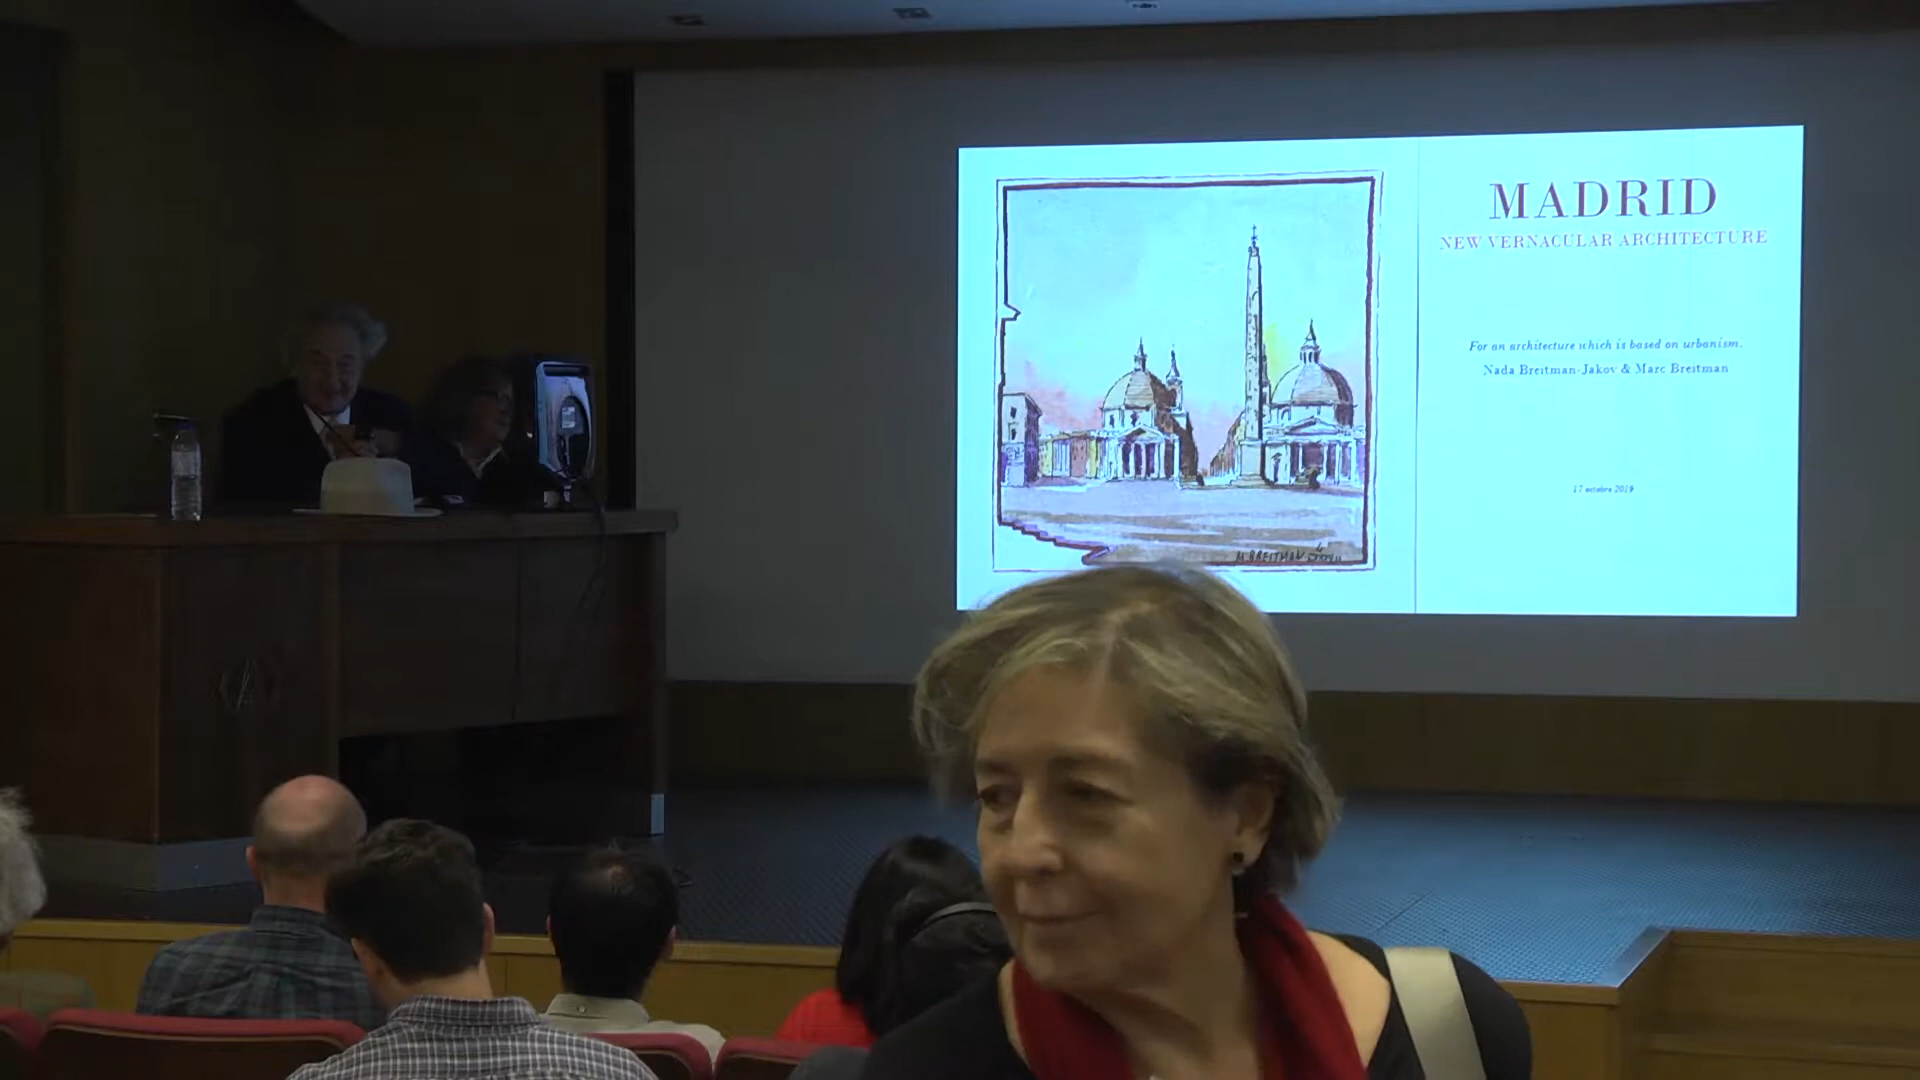 MADRID
NEW VERNACULAR ARCHITECTURE
For an architecture which is based on urbanism.
Nada Breitman-Jakov & Marc Breitman
17 octobre 2019
M BREITMAN